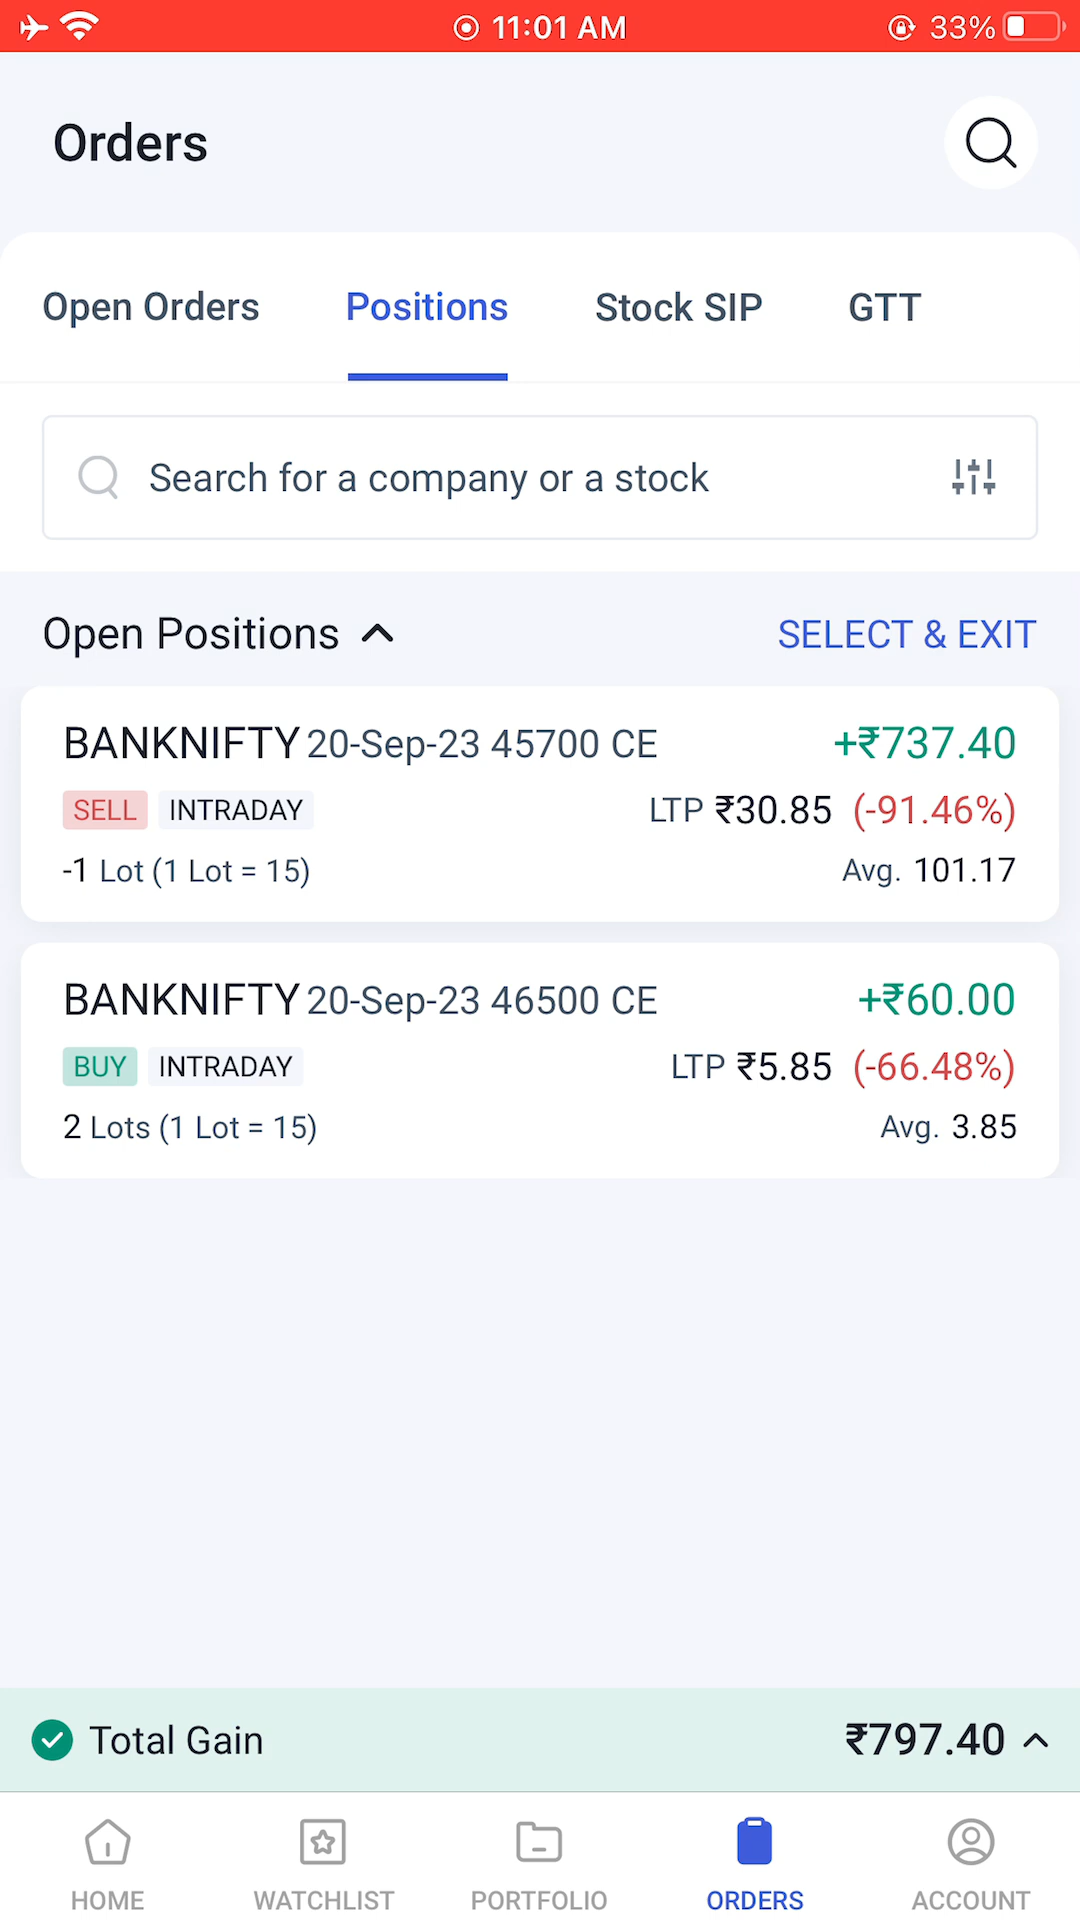 11:01 AM
33%
Orders
Open Orders
Positions
Stock SIP
GTT
Search for a company or a stock
Open Positions
SELECT & EXIT
BANKNIFTY 20-Sep-23 45700 CE
+₹737.40
SELL
INTRADAY
LTP ₹30.85 (-91.46%)
-1 Lot (1 Lot = 15)
Avg. 101.17
BANKNIFTY 20-Sep-23 46500 CE
+₹60.00
BUY
INTRADAY
LTP ₹5.85 (-66.48%)
2 Lots (1 Lot = 15)
Avg. 3.85
Total Gain
₹797.40
HOME
WATCHLIST
PORTFOLIO
ORDERS
ACCOUNT